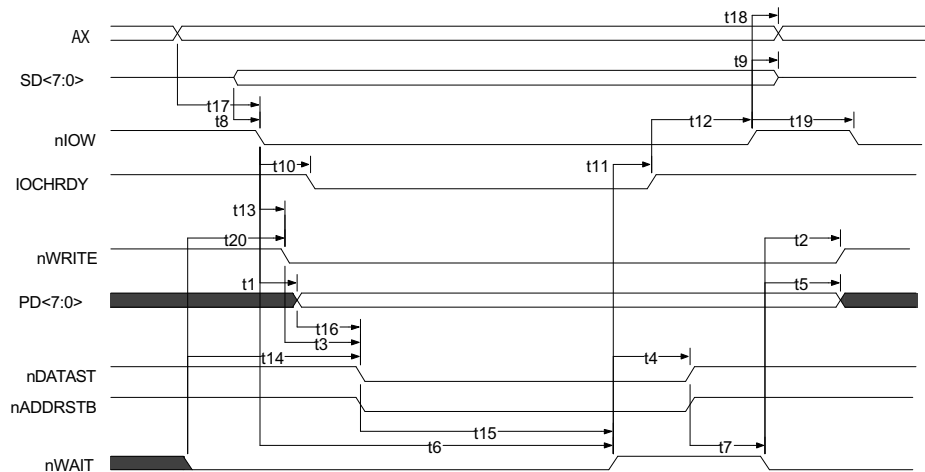 t18
AX
t9
SD<7:0>
t17
t8
t12
t19
nIOW
t10
t11
IOCHRDY
t13
t20
t2
nWRITE
t1
t5
PD<7:0>
t16
t3
t14
t4
nDATAST
nADDRSTB
t15
t6
t7
nWAIT